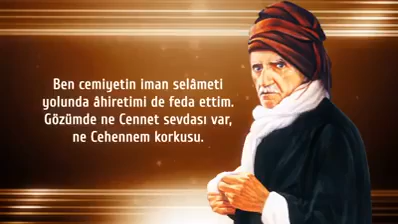 Ben cemiyetin iman selâmeti
yolunda âhiretimi de feda ettim.
Gözümde ne Cennet sevdası var,
ne Cehennem korkusu.